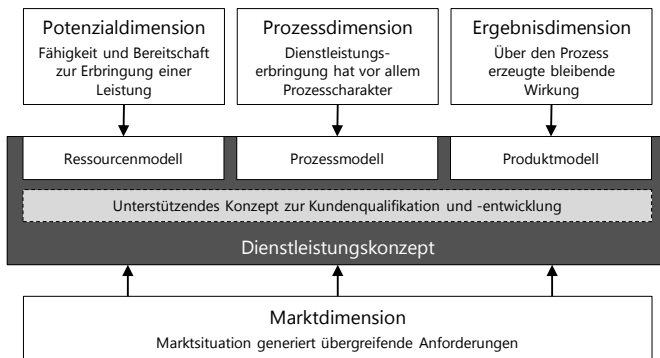 Potenzialdimension
Fähigkeit und Bereitschaft
zur Erbringung einer
Leistung
Prozessdimension
Dienstleistungs-
erbringung hat vor allem
Prozesscharakter
Ergebnisdimension
Über den Prozess
erzeugte bleibende
Wirkung
Ressourcenmodell
Prozessmodell
Produktmodell
Unterstützendes Konzept zur Kundenqualifikation und -entwicklung
Dienstleistungskonzept
Marktdimension
Marktsituation generiert übergreifende Anforderungen